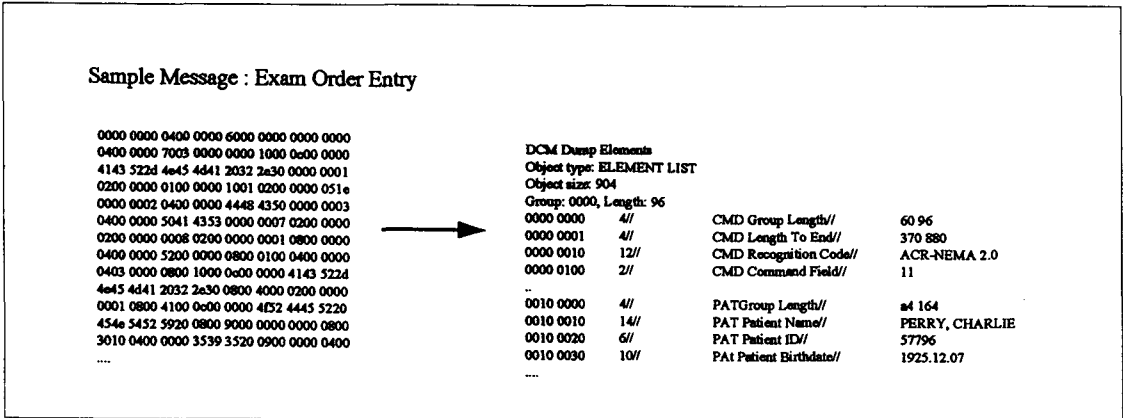 Sample Message : Exam Order Entry
0000 0000 0400 0000 6000 0000 0000 0000
0400 0000 7003 0000 0000 1000 0c00 0000
4143 522d 4e45 4d41 2032 2e30 0000 0001
0200 0000 0100 0000 1001 0200 0000 051e
0000 0002 0400 0000 4448 4350 0000 0003
0400 0000 5041 4353 0000 0007 0200 0000
0200 0000 0008 0200 0000 0001 0800 0000
0400 0000 5200 0000 0800 0100 0400 0000
0403 0000 0800 1000 0c00 0000 4143 522d
4e45 4d41 2032 2e30 0800 4000 0200 0000
0001 0800 4100 0c00 0000 4f52 4445 5220
454e 5452 5920 0800 9000 0000 0000 0800
3010 0400 0000 3539 3520 0900 0000 0400
....
DCM Dump Elements
Object type: ELEMENT LIST
Object size: 904
Group: 0000, Length: 96
0000 0000 4// CMD Group Length// 60 96
0000 0001 4// CMD Length To End// 370 880
0000 0010 12// CMD Recognition Code// ACR-NEMA 2.0
0000 0100 2// CMD Command Field// 11
..
0010 0000 4// PATGroup Length// a4 164
0010 0010 14// PAT Patient Name// PERRY, CHARLIE
0010 0020 6// PAT Patient ID// 57796
0010 0030 10// PAt Patient Birthdate// 1925.12.07
....